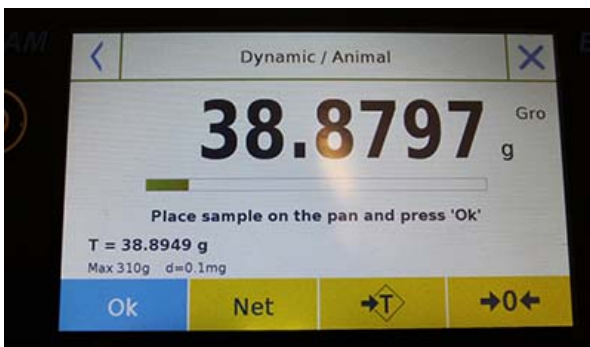 AM
Dynamic / Animal
38.8797 g Gro
Place sample on the pan and press 'Ok'
T = 38.8949 g
Max 310g d=0.1mg
Ok Net →T →0←